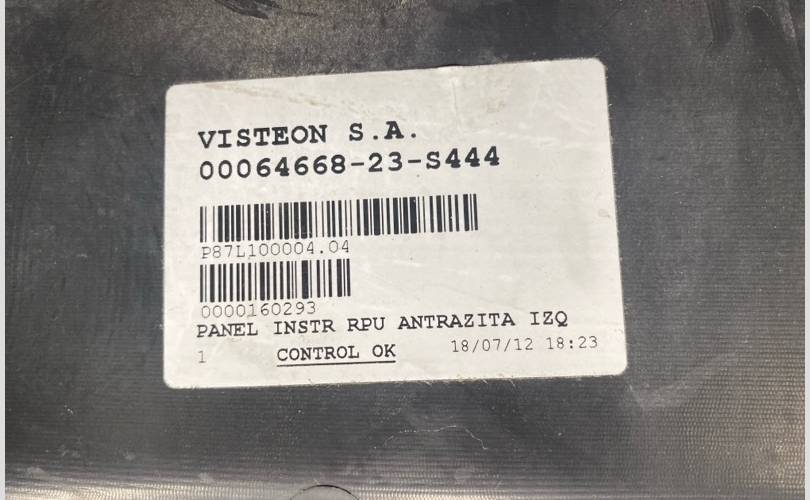 VISTEON S.A.
00064668-23-S444
P87L100004.04
0000160293
PANEL INSTR RPU ANTRAZITA IZQ
1 CONTROL OK 18/07/12 18:23